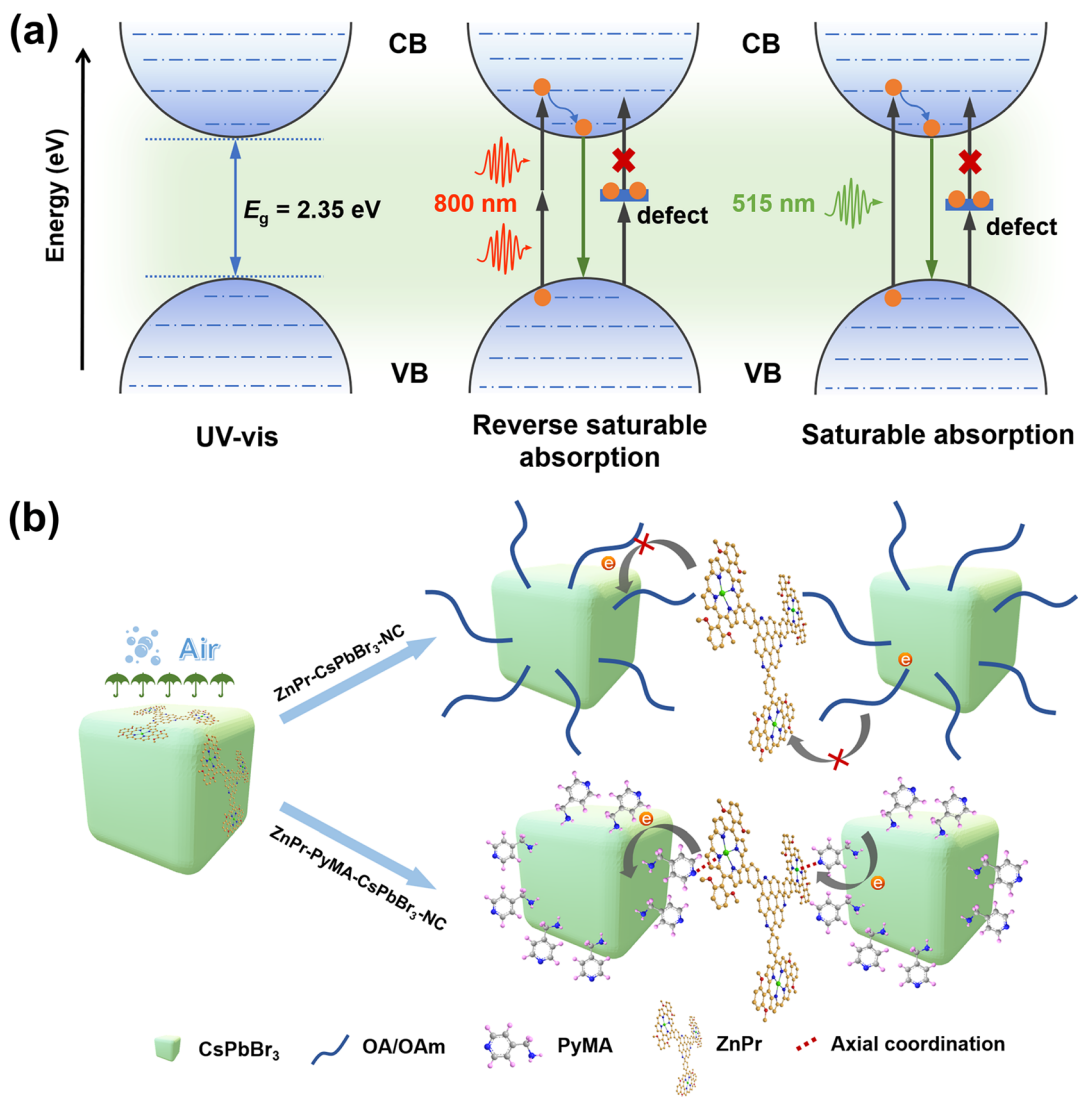 (a)
Energy (eV)
CB
CB
E_g = 2.35 eV
800 nm
defect
515 nm
defect
VB
VB
UV-vis
Reverse saturable
absorption
Saturable absorption
(b)
Air
ZnPr-CsPbBr₃-NC
e
e
ZnPr-PyMA-CsPbBr₃-NC
e
e
CsPbBr₃
OA/OAm
PyMA
ZnPr
Axial coordination